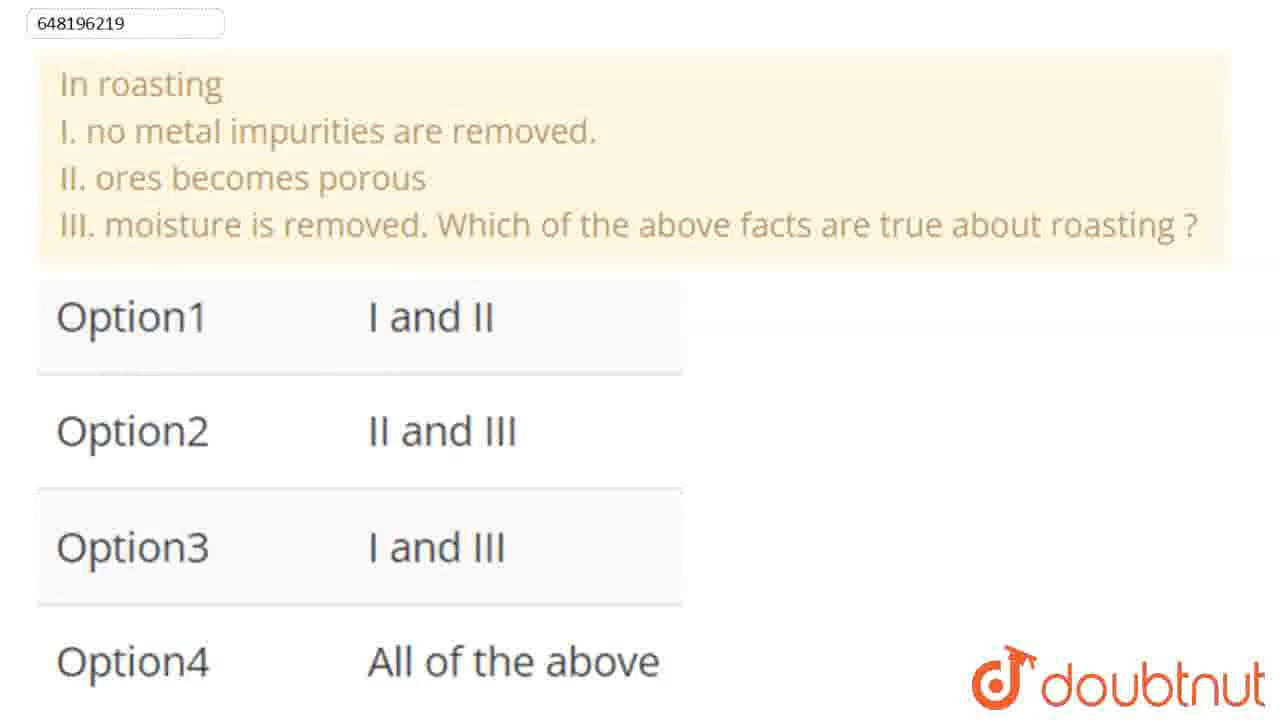 648196219
In roasting
I. no metal impurities are removed.
II. ores becomes porous
III. moisture is removed. Which of the above facts are true about roasting ?
Option1 I and II
Option2 II and III
Option3 I and III
Option4 All of the above
doubtnut